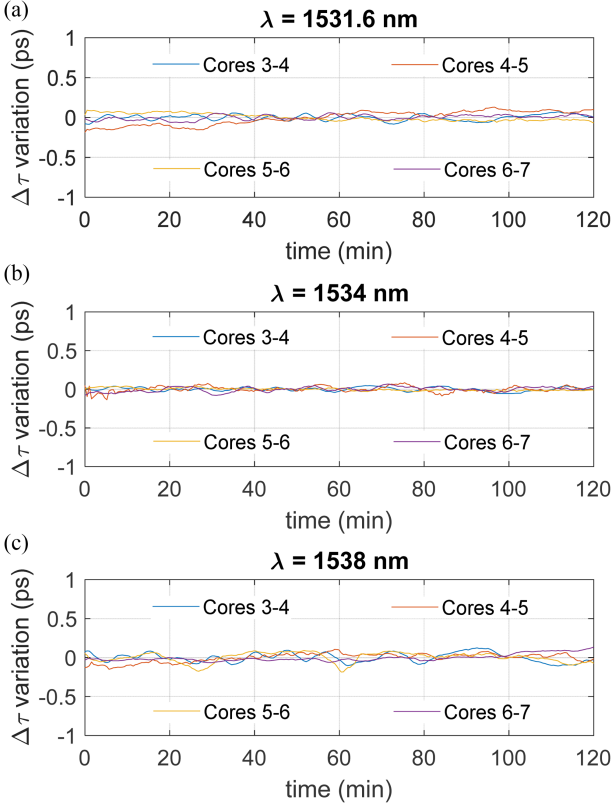 (a)
λ = 1531.6 nm
Δτ variation (ps)
1
0.5
0
-0.5
-1
Cores 3-4
Cores 4-5
Cores 5-6
Cores 6-7
0 20 40 60 80 100 120
time (min)
(b)
λ = 1534 nm
Δτ variation (ps)
1
0.5
0
-0.5
-1
Cores 3-4
Cores 4-5
Cores 5-6
Cores 6-7
0 20 40 60 80 100 120
time (min)
(c)
λ = 1538 nm
Δτ variation (ps)
1
0.5
0
-0.5
-1
Cores 3-4
Cores 4-5
Cores 5-6
Cores 6-7
0 20 40 60 80 100 120
time (min)